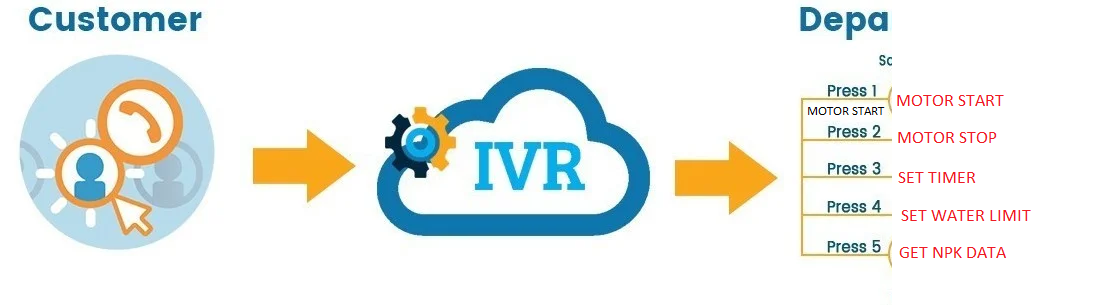 Customer
Depa
Sc
Press 1 MOTOR START
MOTOR START
Press 2 MOTOR STOP
Press 3 SET TIMER
IVR
Press 4 SET WATER LIMIT
Press 5 GET NPK DATA